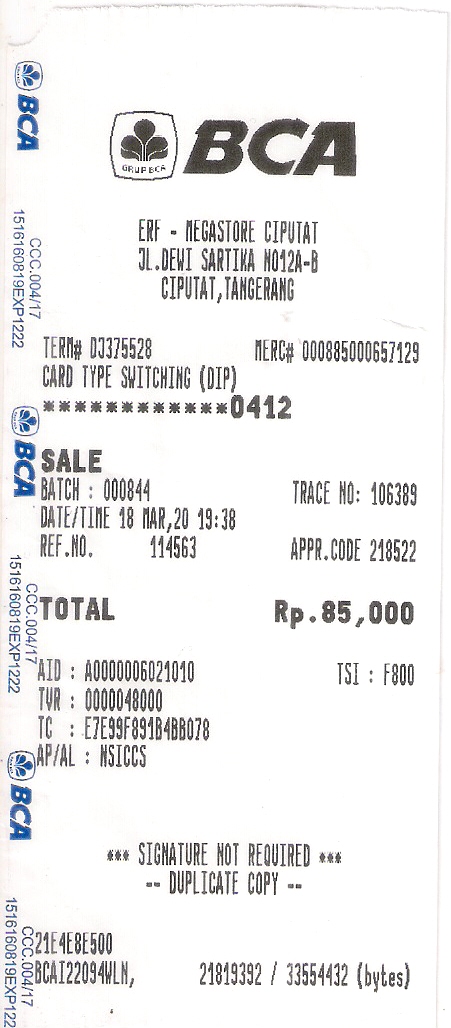 GRUP BCA
BCA
ERF - MEGASTORE CIPUTAT
JL.DEWI SARTIKA NO12A-B
CIPUTAT,TANGERANG
TERM# DJ375528 MERC# 000885000657129
CARD TYPE SWITCHING (DIP)
************0412
SALE
BATCH : 000844 TRACE NO: 106389
DATE/TIME 18 MAR,20 19:38
REF.NO. 114563 APPR.CODE 218522
TOTAL Rp.85,000
AID : A0000006021010 TSI : F800
TVR : 0000048000
TC : E7E99F891B4BB078
AP/AL : NSICCS
*** SIGNATURE NOT REQUIRED ***
-- DUPLICATE COPY --
21E4E8E500
BCAI22094WLN, 21819392 / 33554432 (bytes)
BCA
CCC.004/17
1516160819EXP1222
BCA
CCC.004/17
1516160819EXP1222
BCA
CCC.004/17
1516160819EXP1222